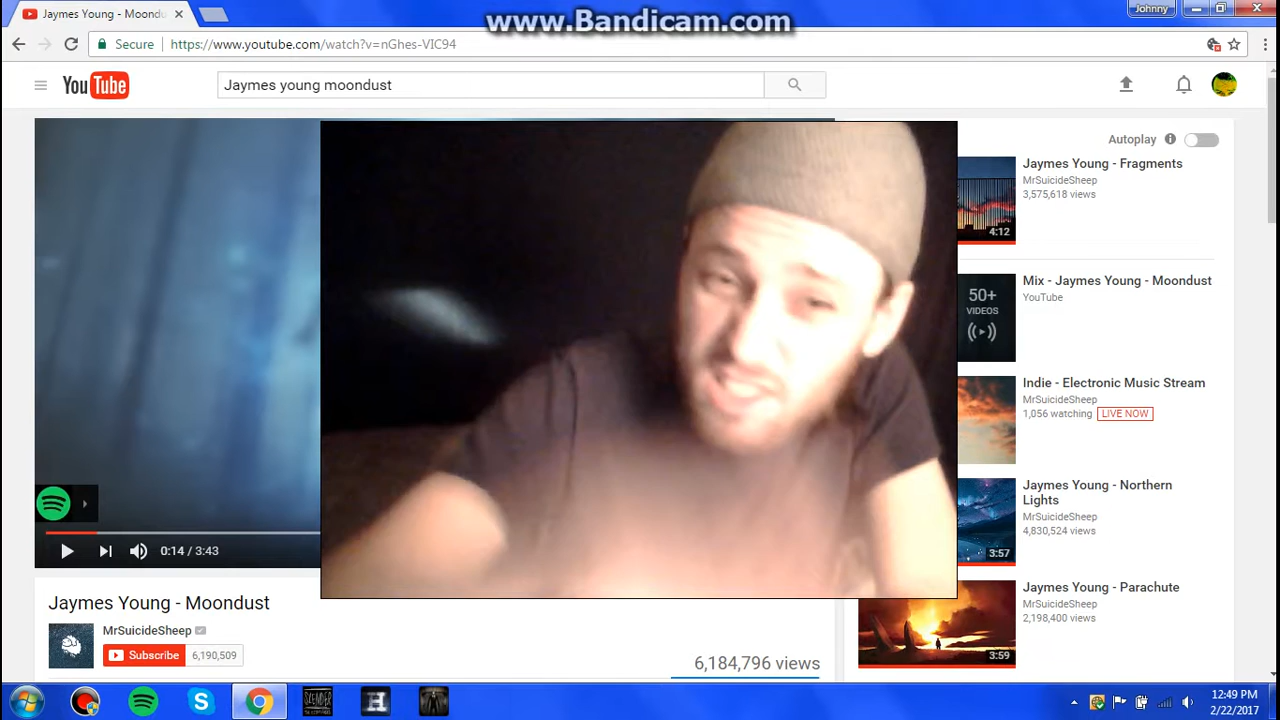 Jaymes Young - Moondu
www.Bandicam.com
Johnny
Secure
https://www.youtube.com/watch?v=nGhes-VIC94
YouTube
Jaymes young moondust
Autoplay
Jaymes Young - Fragments
MrSuicideSheep
3,575,618 views
4:12
50+
VIDEOS
Mix - Jaymes Young - Moondust
YouTube
Indie - Electronic Music Stream
MrSuicideSheep
1,056 watching LIVE NOW
Jaymes Young - Northern
Lights
MrSuicideSheep
4,830,524 views
3:57
Jaymes Young - Parachute
MrSuicideSheep
2,198,400 views
3:59
0:14 / 3:43
Jaymes Young - Moondust
MrSuicideSheep
Subscribe 6,190,509
6,184,796 views
SLENDER
H
12:49 PM
2/22/2017